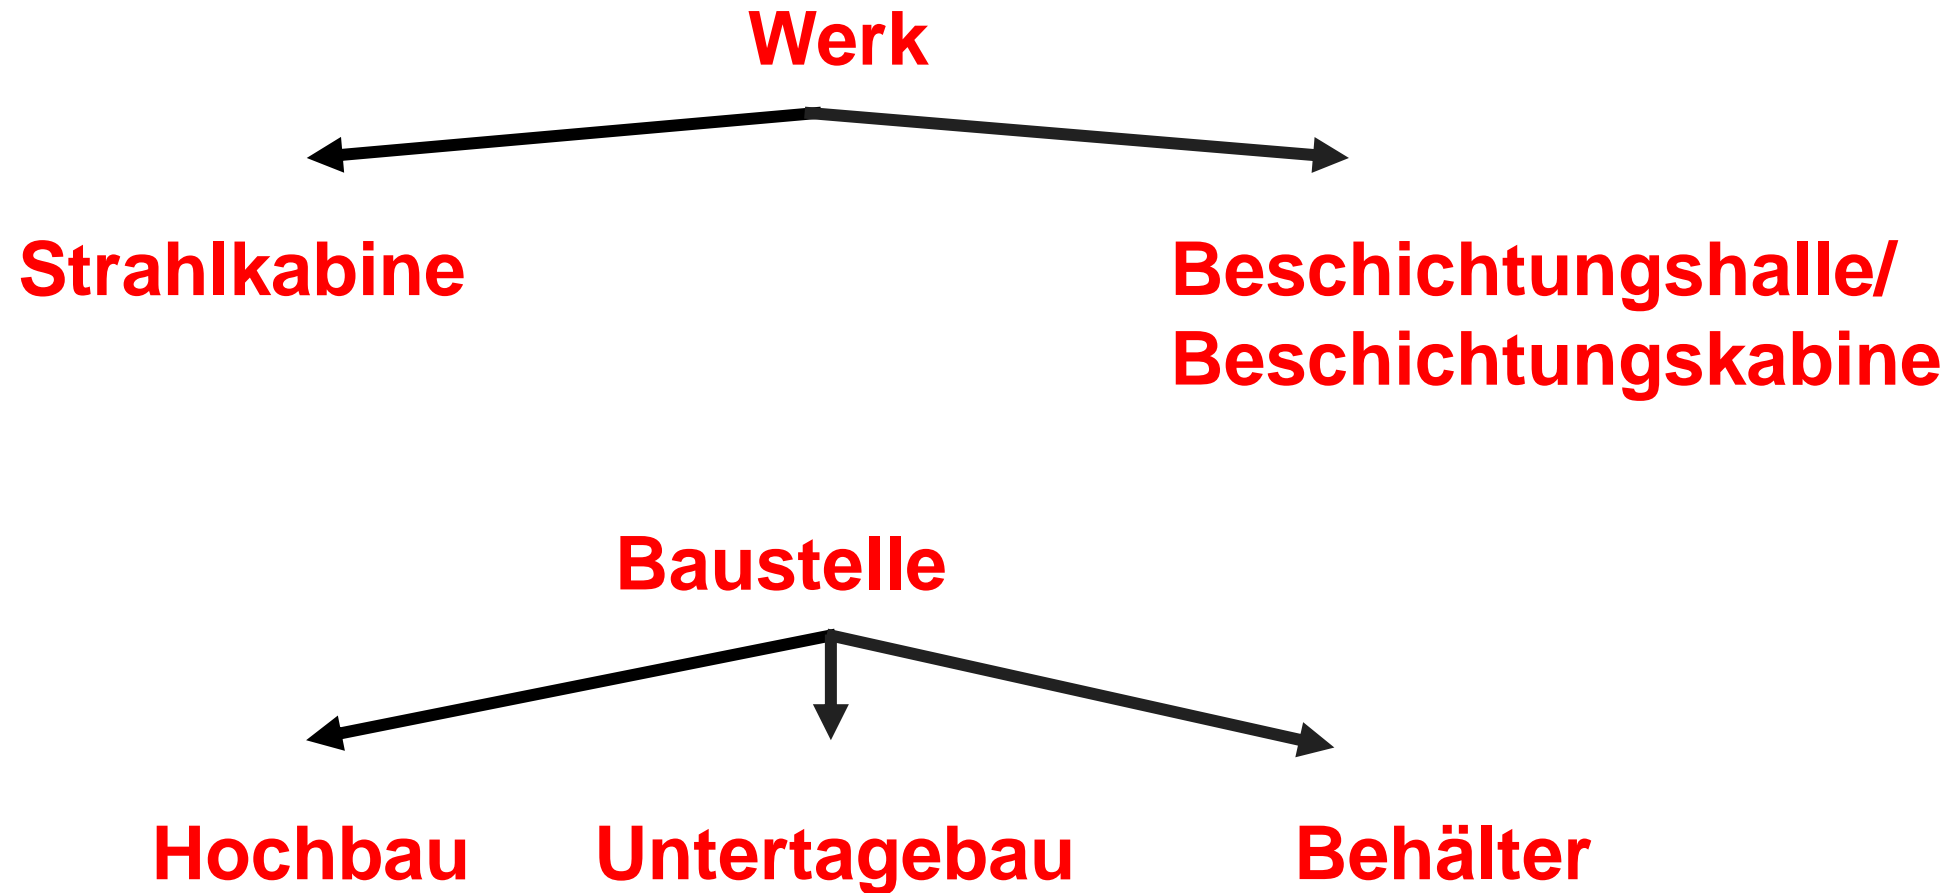 Werk
Strahlkabine
Beschichtungshalle/
Beschichtungskabine
Baustelle
Hochbau
Untertagebau
Behälter